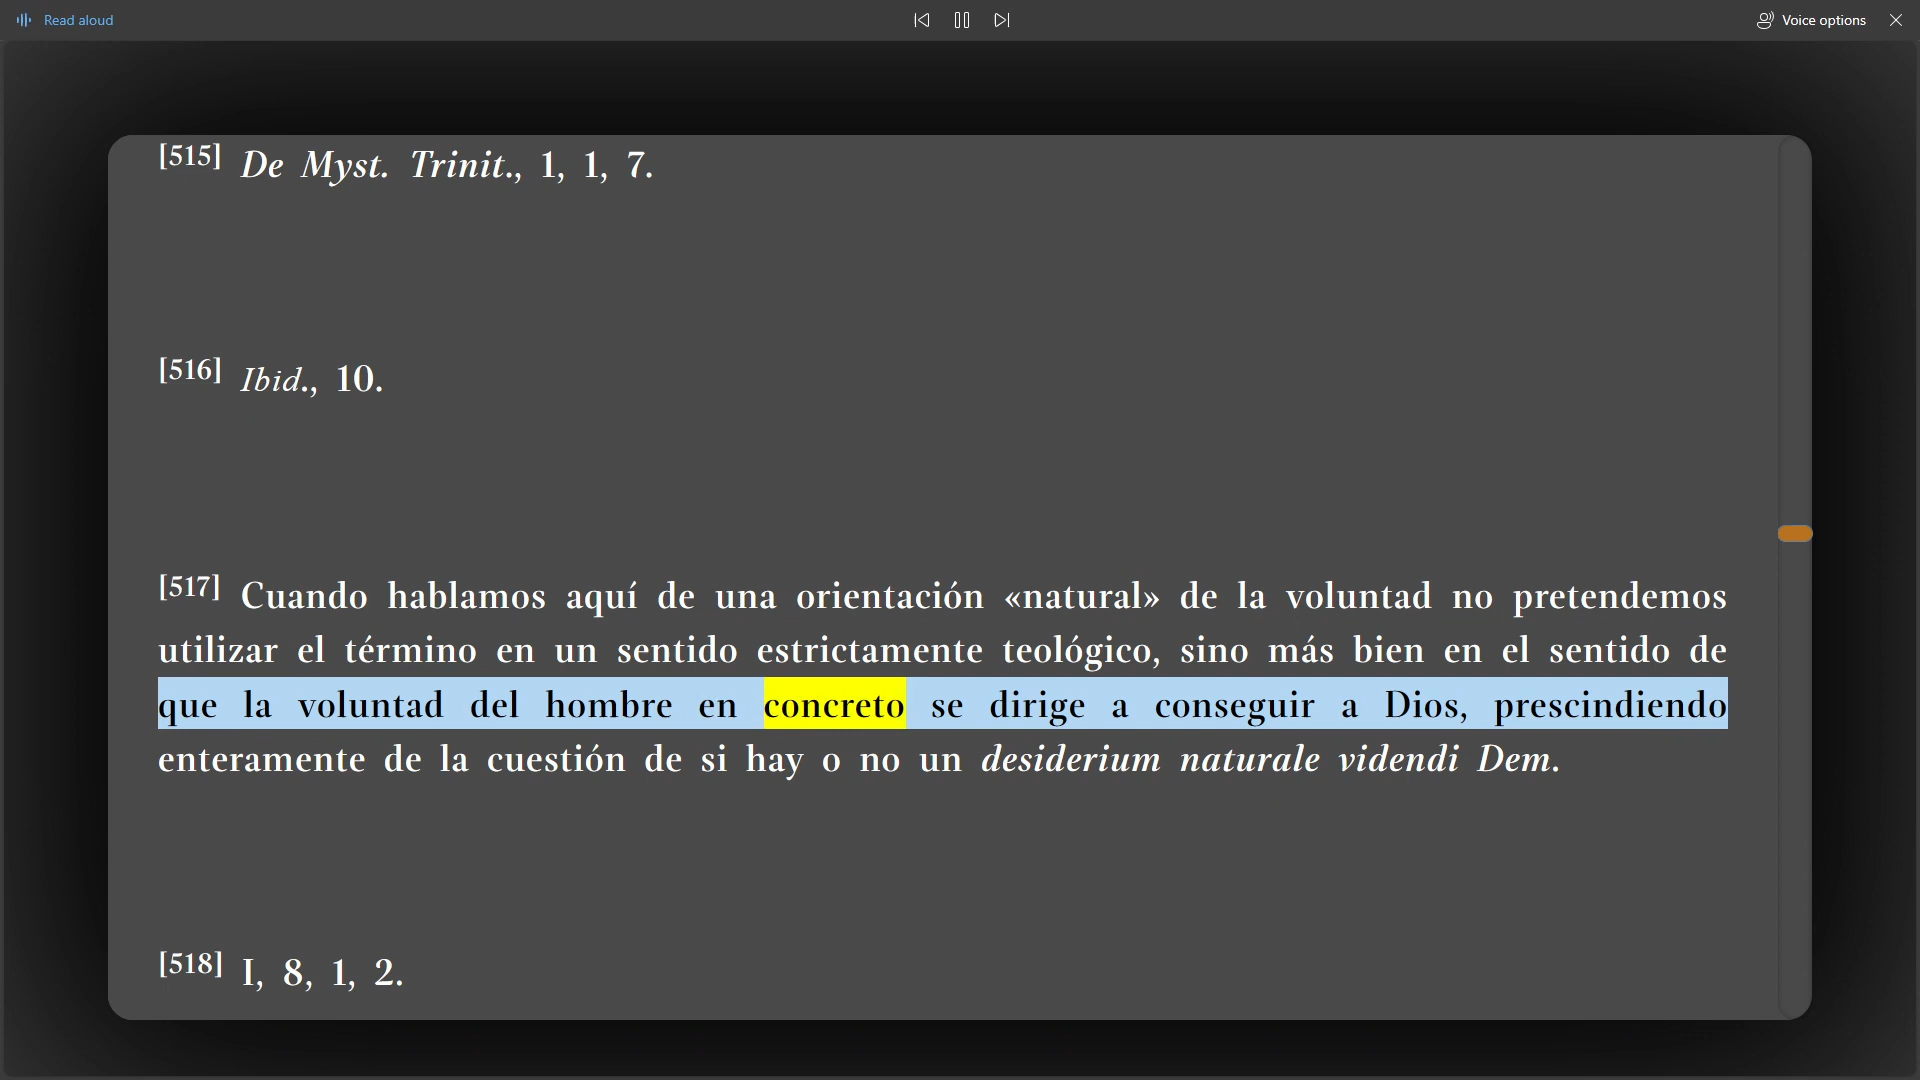 Read aloud
Voice options
[515] De Myst. Trinit., 1, 1, 7.
[516] Ibid., 10.
[517] Cuando hablamos aquí de una orientación «natural» de la voluntad no pretendemos
utilizar el término en un sentido estrictamente teológico, sino más bien en el sentido de
que la voluntad del hombre en concreto se dirige a conseguir a Dios, prescindiendo
enteramente de la cuestión de si hay o no un desiderium naturale videndi Dem.
[518] I, 8, 1, 2.